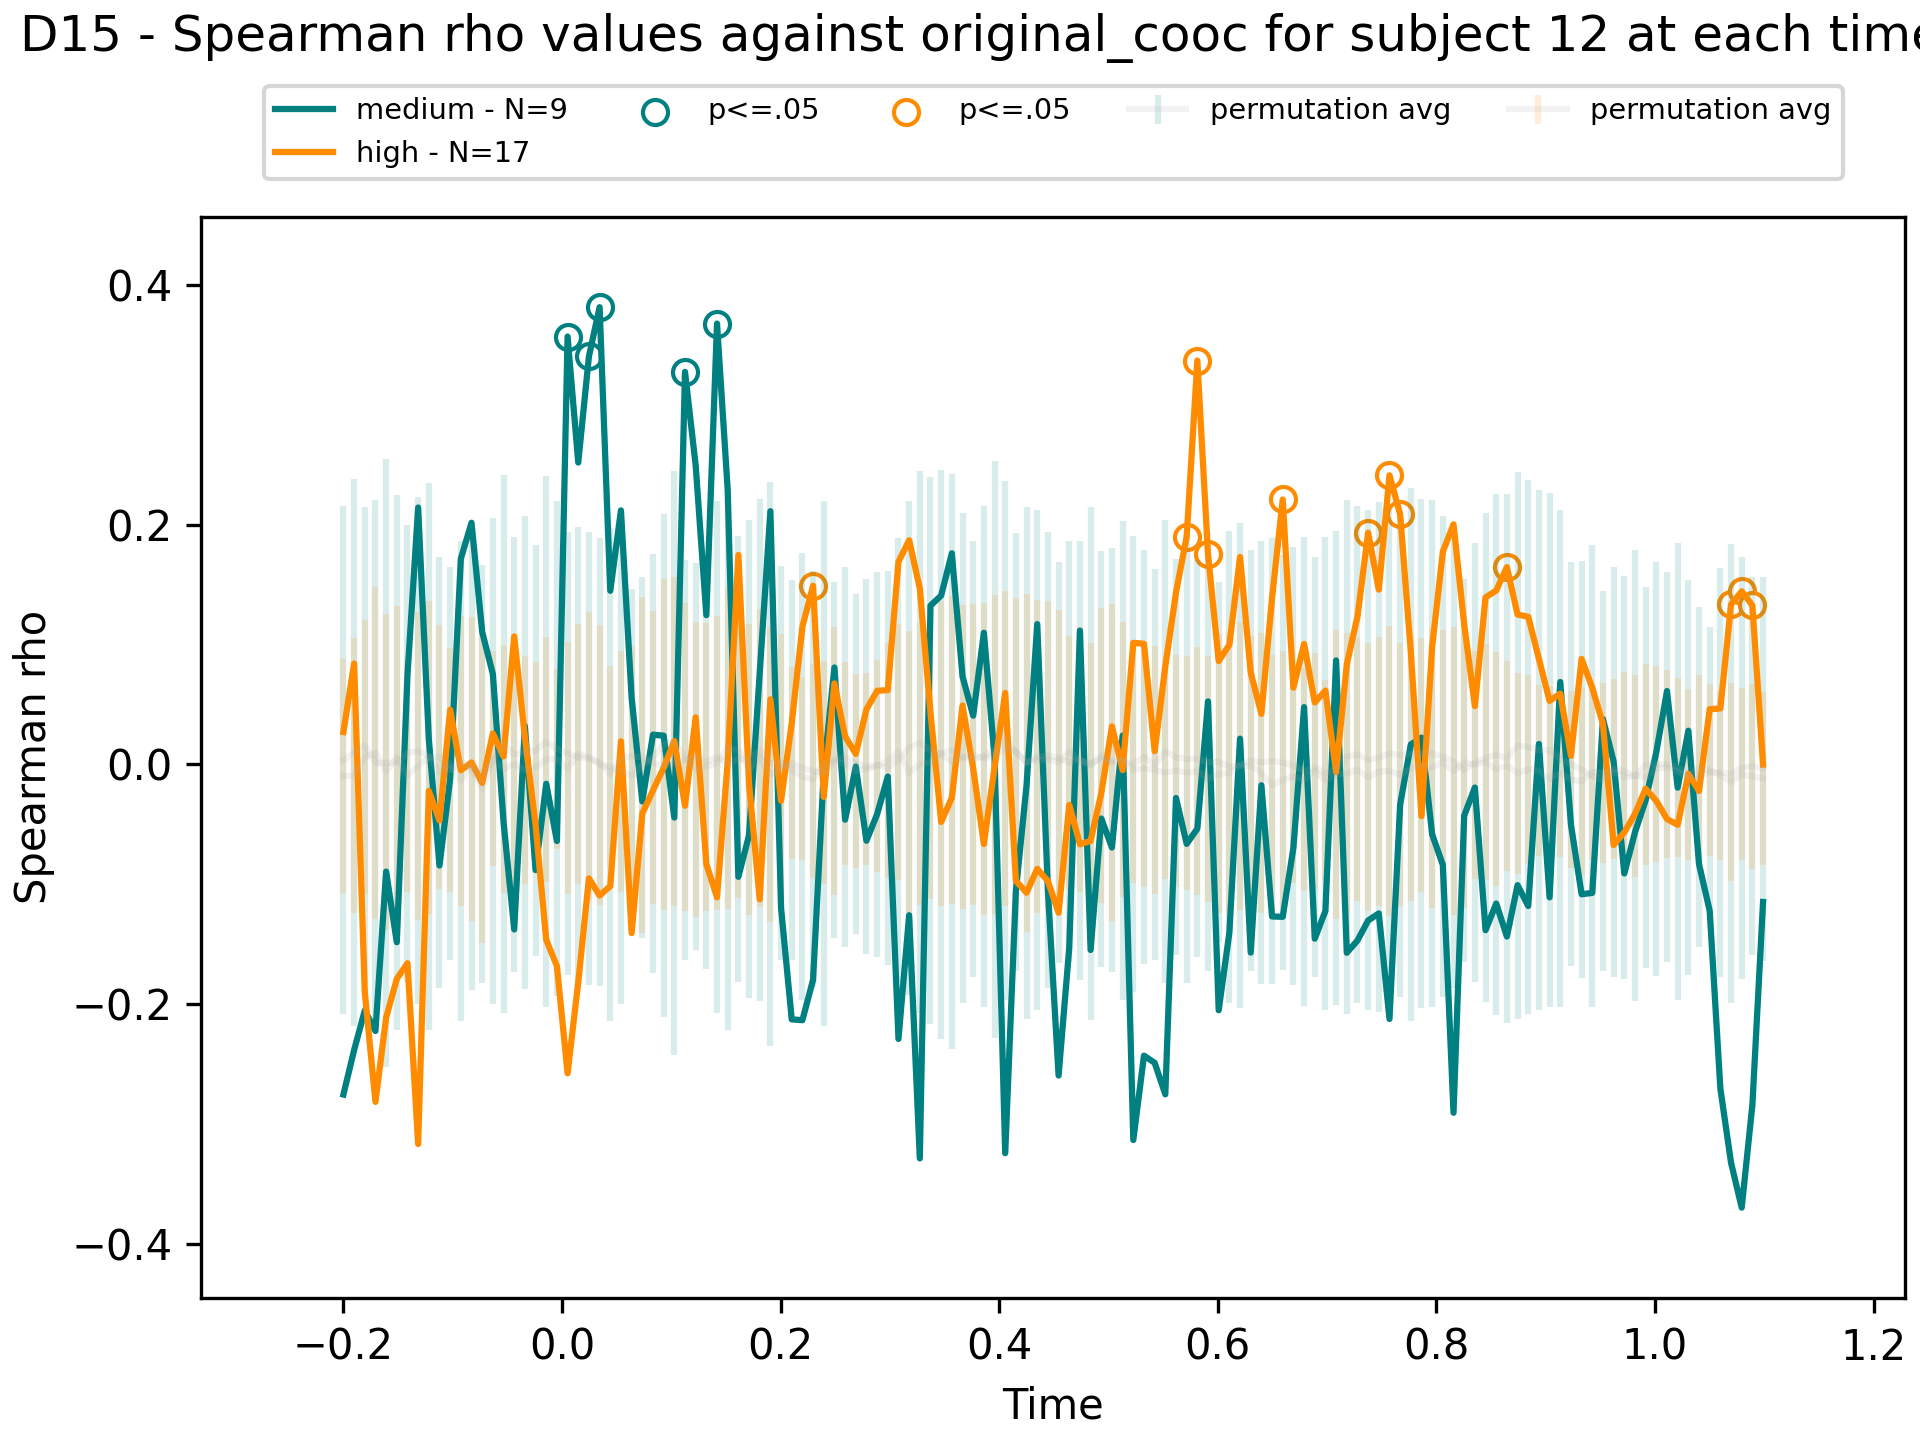 D15 - Spearman rho values against original_cooc for subject 12 at each time
medium - N=9
high - N=17
p<=.05
p<=.05
permutation avg
permutation avg
Spearman rho
0.4
0.2
0.0
−0.2
−0.4
−0.2 0.0 0.2 0.4 0.6 0.8 1.0 1.2
Time